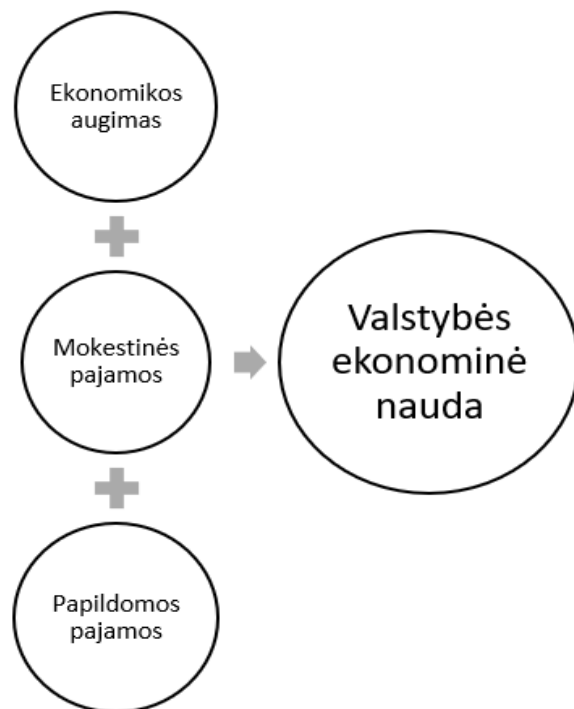 Ekonomikos
augimas
Mokestinės
pajamos
Valstybės
ekonominė
nauda
Papildomos
pajamos